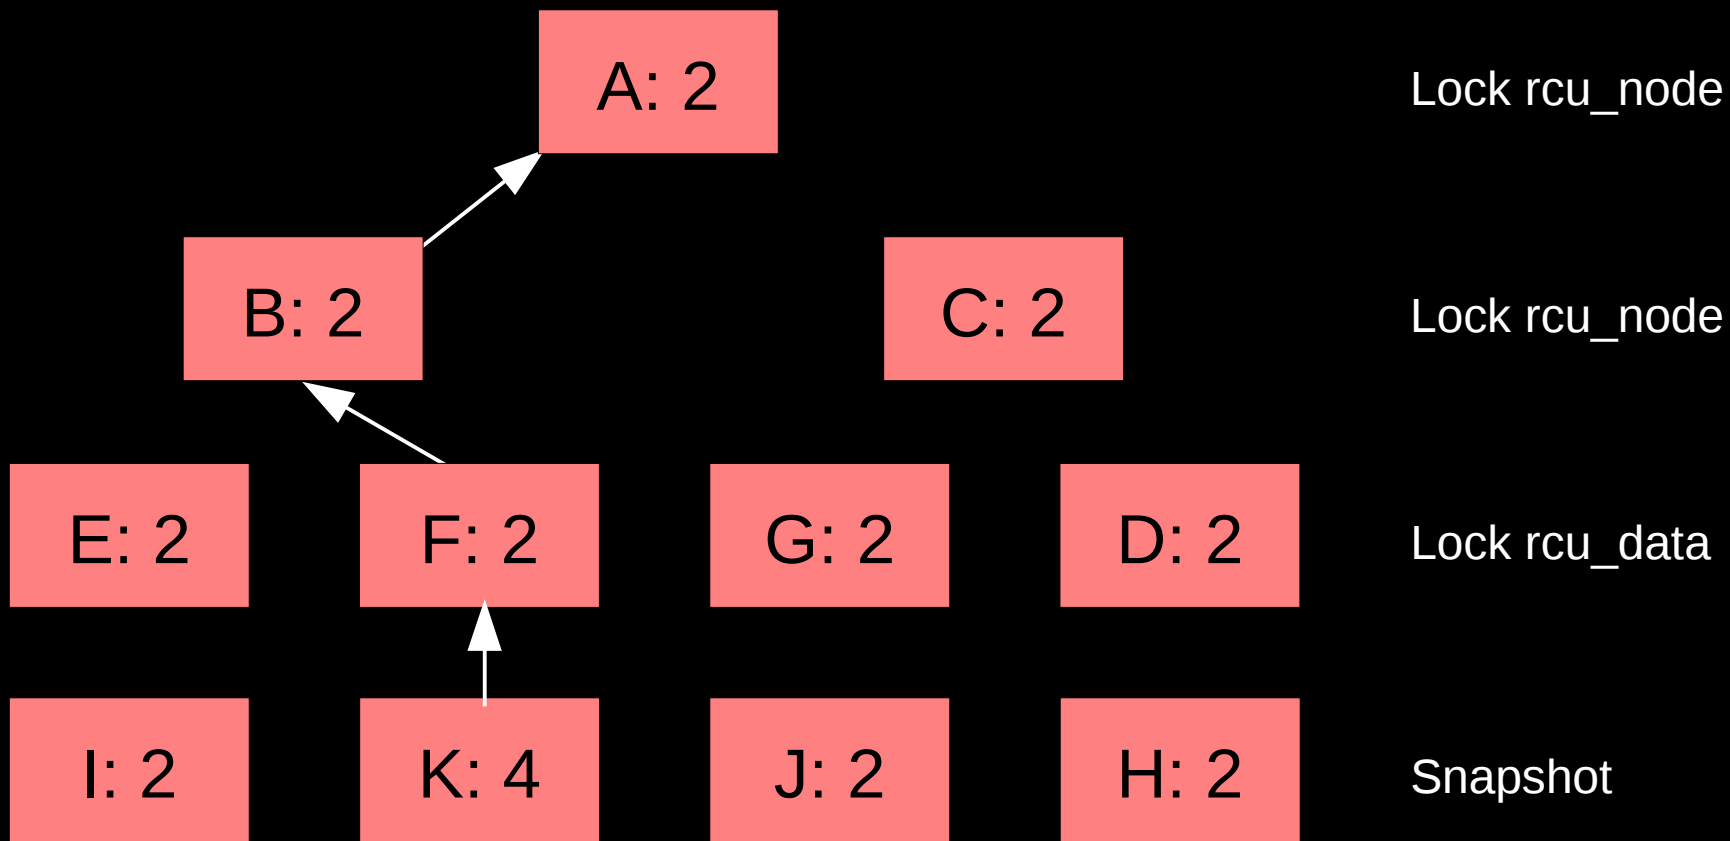 A: 2
Lock rcu_node
B: 2
C: 2
Lock rcu_node
E: 2
F: 2
G: 2
D: 2
Lock rcu_data
I: 2
K: 4
J: 2
H: 2
Snapshot